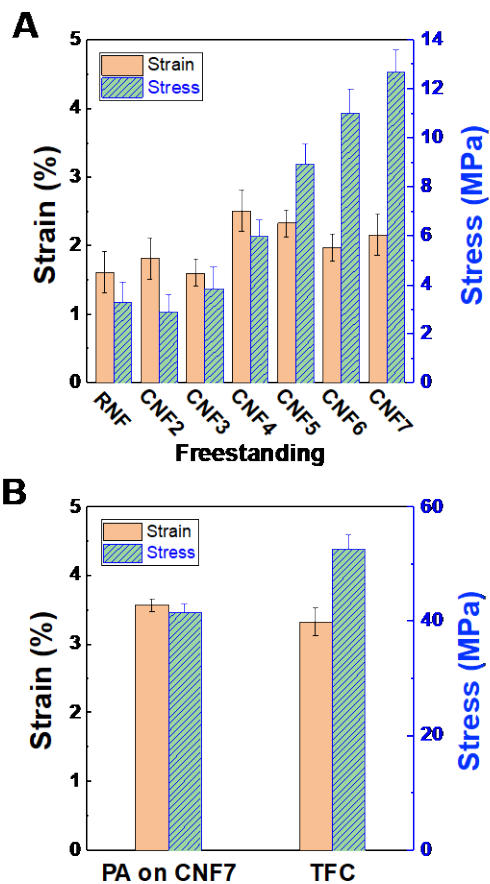 A
Strain
Stress
Strain (%)
5
4
3
2
1
0
Stress (MPa)
14
12
10
8
6
4
2
0
RNF CNF2 CNF3 CNF4 CNF5 CNF6 CNF7
Freestanding
B
Strain
Stress
Strain (%)
5
4
3
2
1
0
Stress (MPa)
60
40
20
0
PA on CNF7 TFC